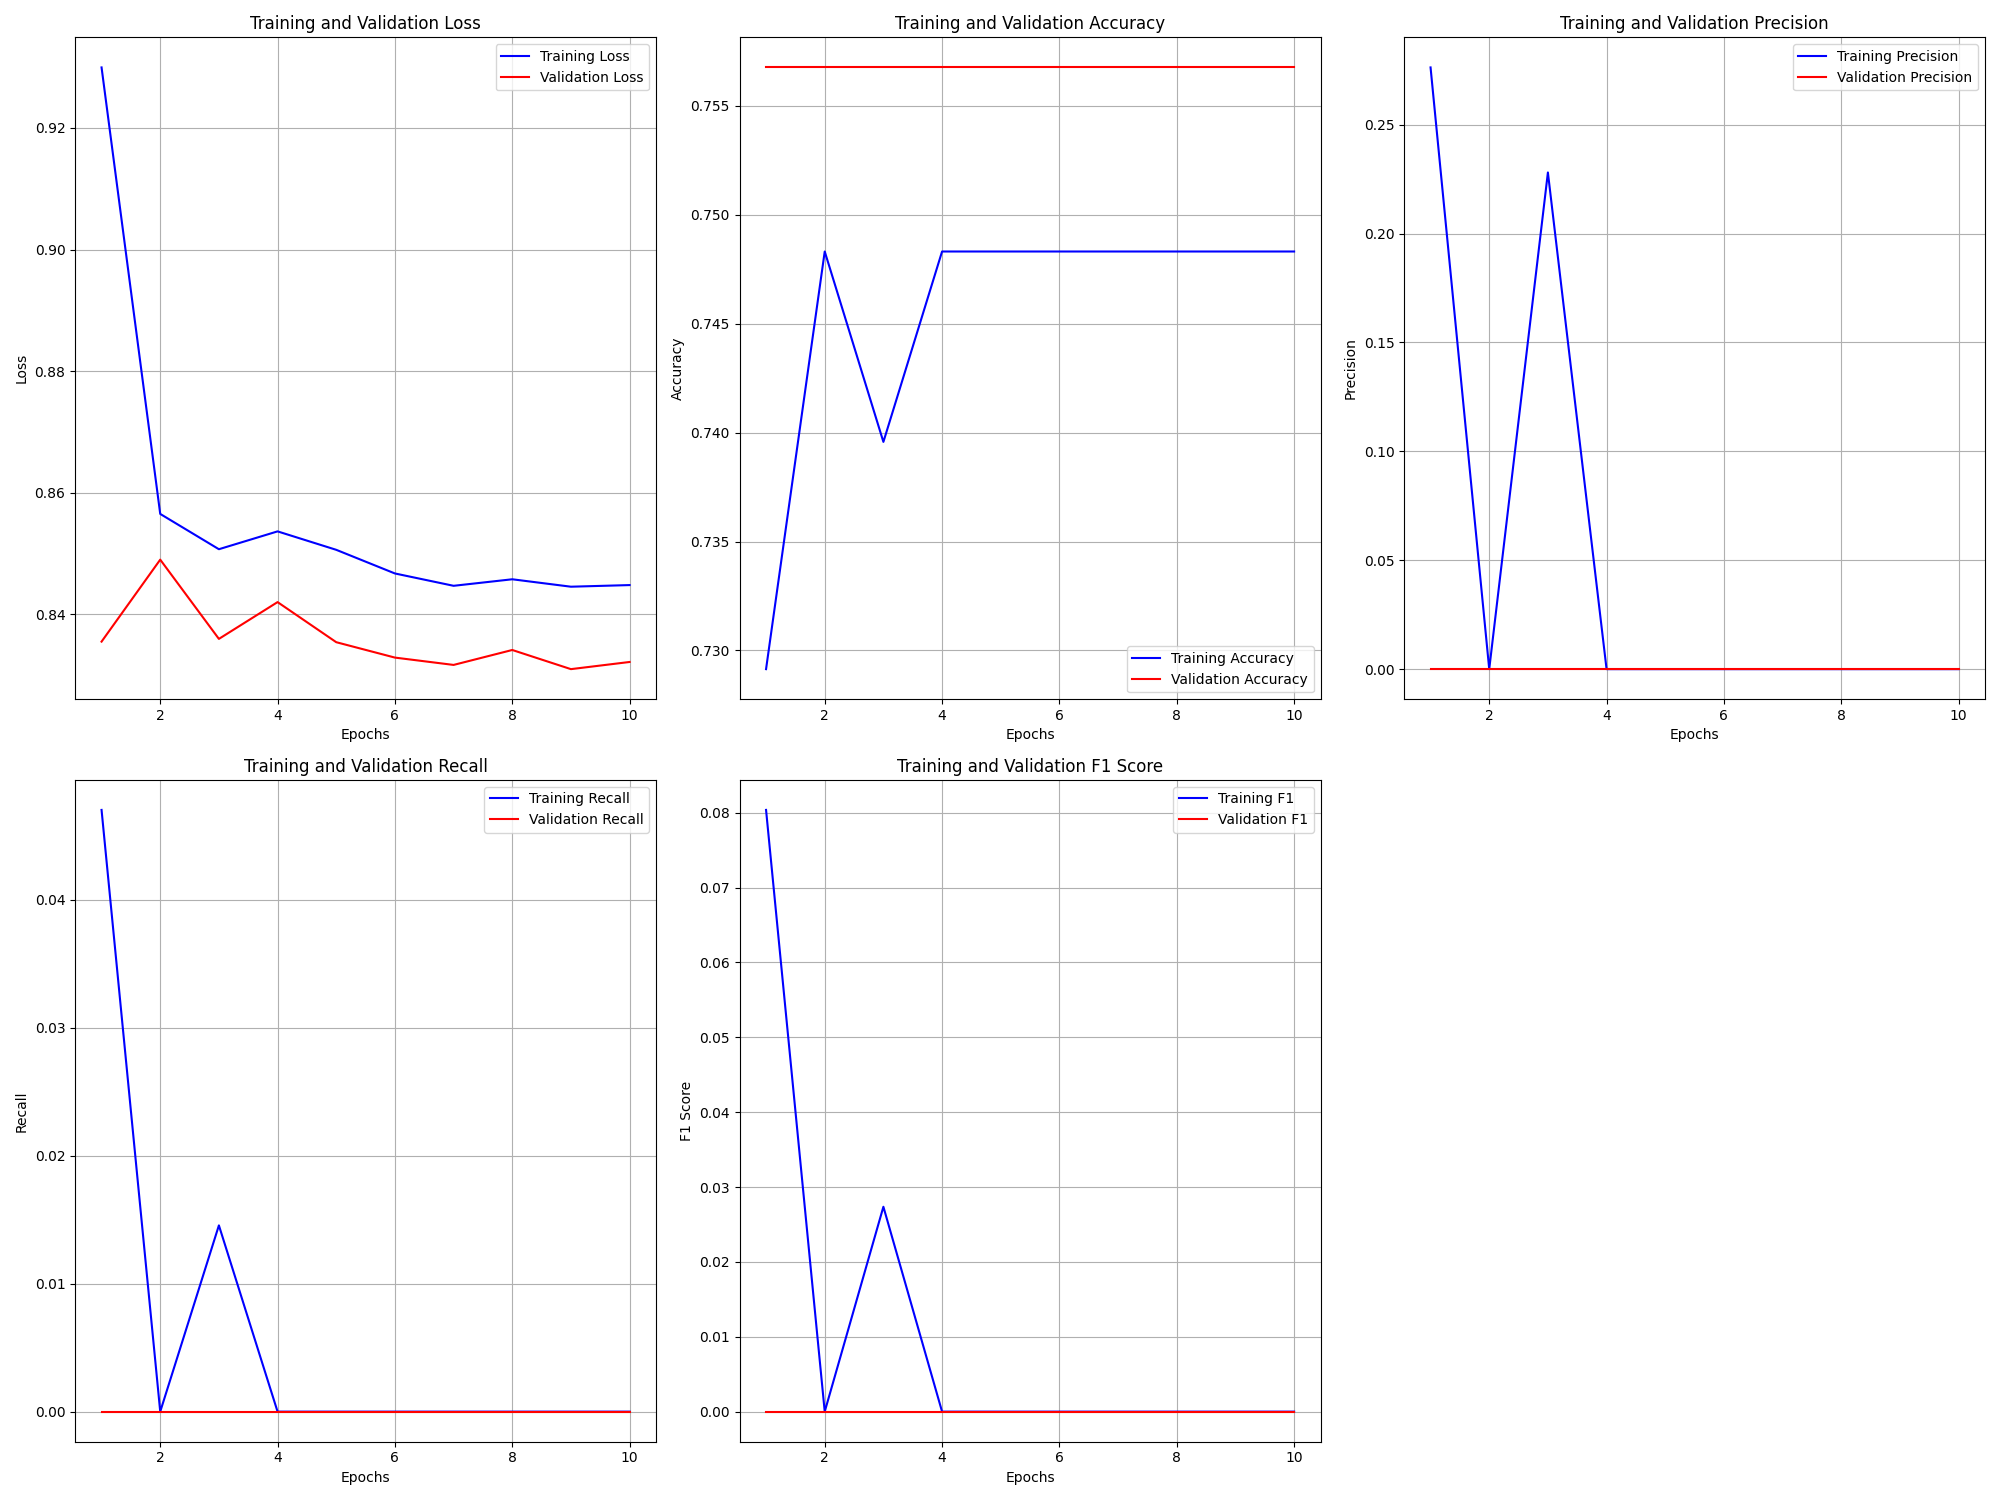 Training and Validation Loss
Training Loss
Validation Loss
0.92
0.90
0.88
0.86
0.84
Loss
2 4 6 8 10
Epochs
Training and Validation Accuracy
0.755
0.750
0.745
0.740
0.735
0.730
Accuracy
Training Accuracy
Validation Accuracy
2 4 6 8 10
Epochs
Training and Validation Precision
Training Precision
Validation Precision
0.25
0.20
0.15
0.10
0.05
0.00
Precision
2 4 6 8 10
Epochs
Training and Validation Recall
Training Recall
Validation Recall
0.04
0.03
0.02
0.01
0.00
Recall
2 4 6 8 10
Epochs
Training and Validation F1 Score
Training F1
Validation F1
0.08
0.07
0.06
0.05
0.04
0.03
0.02
0.01
0.00
F1 Score
2 4 6 8 10
Epochs